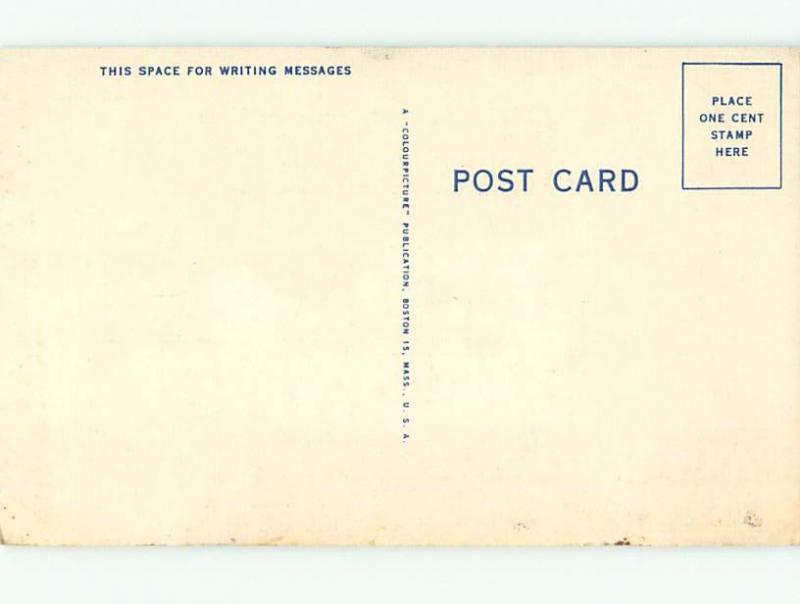 THIS SPACE FOR WRITING MESSAGES
A "COLOURPICTURE" PUBLICATION, BOSTON 15, MASS., U. S. A.
POST CARD
PLACE
ONE CENT
STAMP
HERE